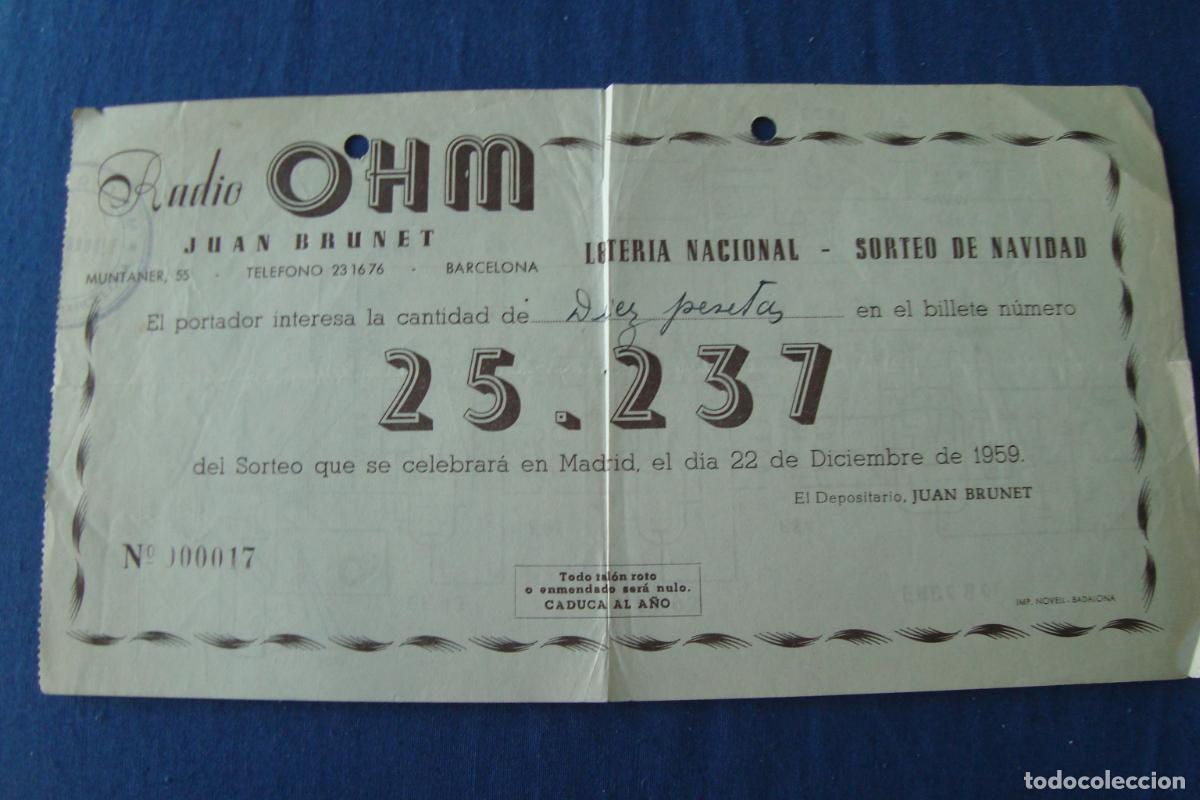 Radio OHM
JUAN BRUNET
MUNTANER, 55 - TELEFONO 231676 - BARCELONA
LOTERIA NACIONAL - SORTEO DE NAVIDAD
El portador interesa la cantidad de Diez pesetas en el billete número
25.237
del Sorteo que se celebrará en Madrid, el día 22 de Diciembre de 1959.
El Depositario, JUAN BRUNET
Nº 000017
Todo talón roto
o enmendado será nulo.
CADUCA AL AÑO
IMP. NOVELL - BADALONA
todocoleccion